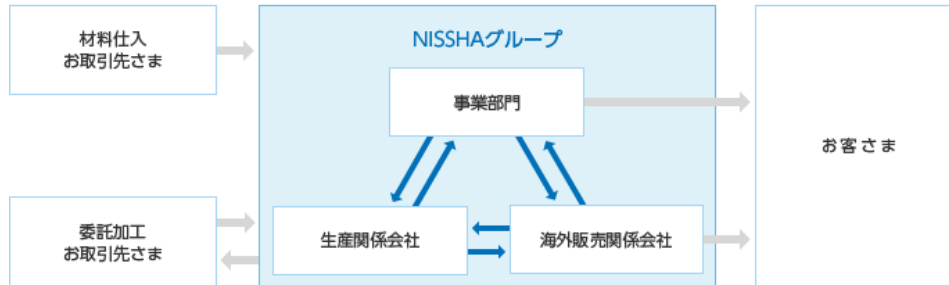 材料仕入
お取引先さま
NISSHAグループ
事業部門
お客さま
委託加工
お取引先さま
生産関係会社
海外販売関係会社